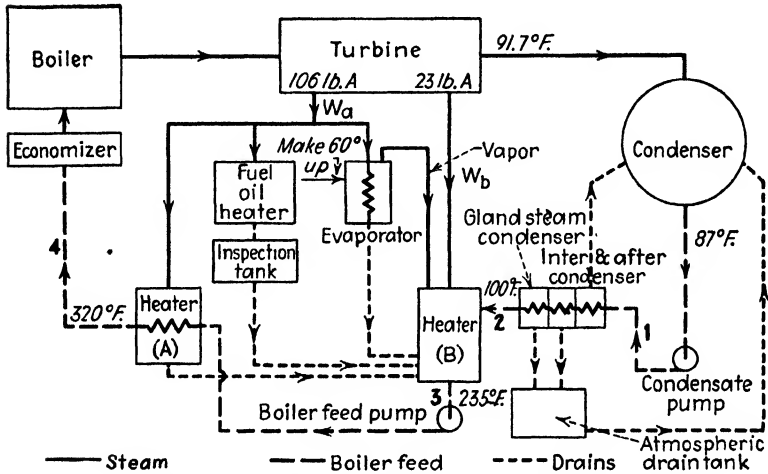 Boiler
Turbine
106 lb.A
23 lb.A
91.7°F.
Wa
Economizer
Make 60°
up
Fuel
oil
heater
Evaporator
Vapor
Wb
Condenser
Gland steam
condenser
Inter & after
condenser
87°F.
Inspection
tank
4
320°F.
Heater
(A)
Heater
(B)
100°F.
2
1
Condensate
pump
3
235°F.
Boiler feed pump
Atmospheric
drain tank
Steam
Boiler feed
Drains